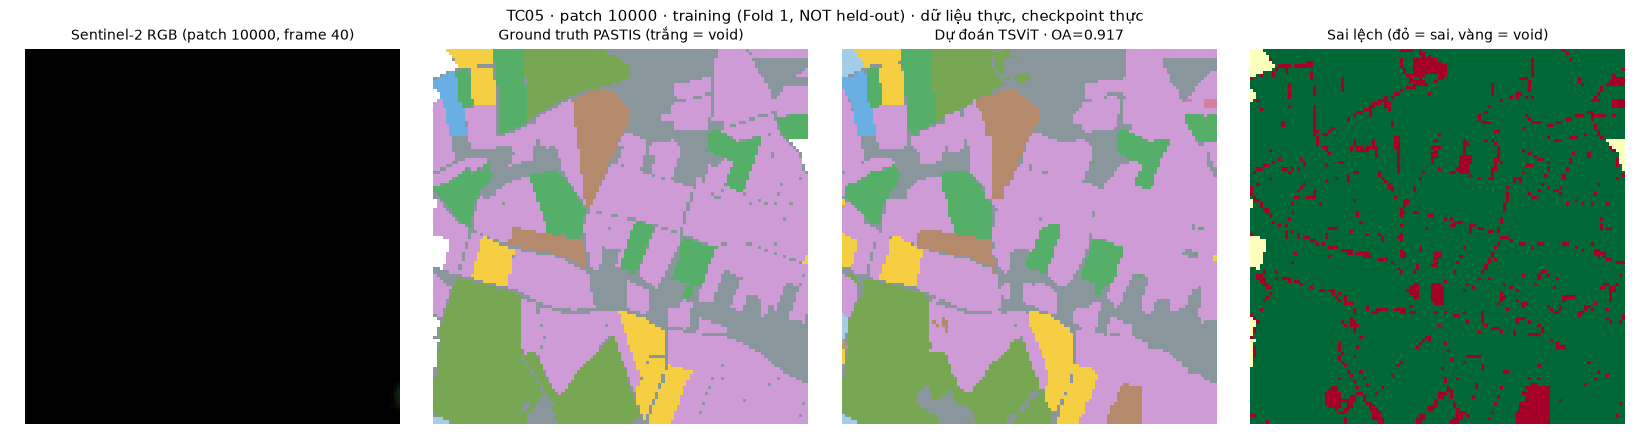 TC05 · patch 10000 · training (Fold 1, NOT held-out) · dữ liệu thực, checkpoint thực
Sentinel-2 RGB (patch 10000, frame 40)
Ground truth PASTIS (trắng = void)
Dự đoán TSViT · OA=0.917
Sai lệch (đỏ = sai, vàng = void)